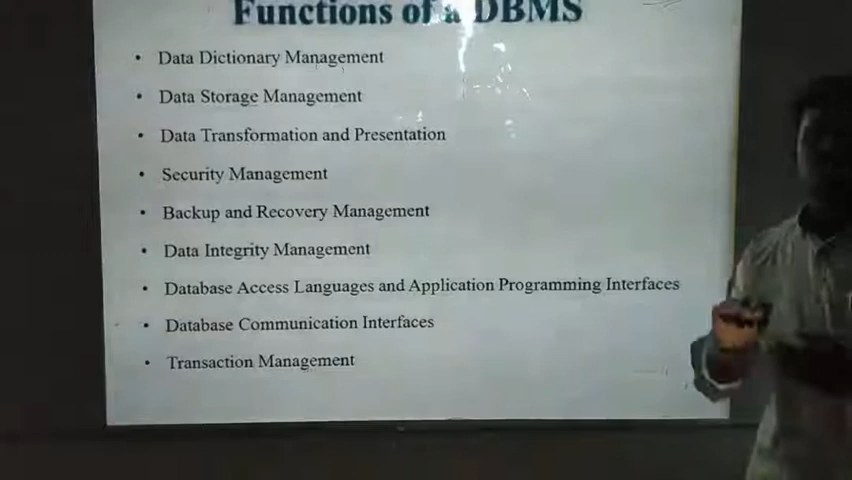 Functions of a DBMS
• Data Dictionary Management
• Data Storage Management
• Data Transformation and Presentation
• Security Management
• Backup and Recovery Management
• Data Integrity Management
• Database Access Languages and Application Programming Interfaces
• Database Communication Interfaces
• Transaction Management